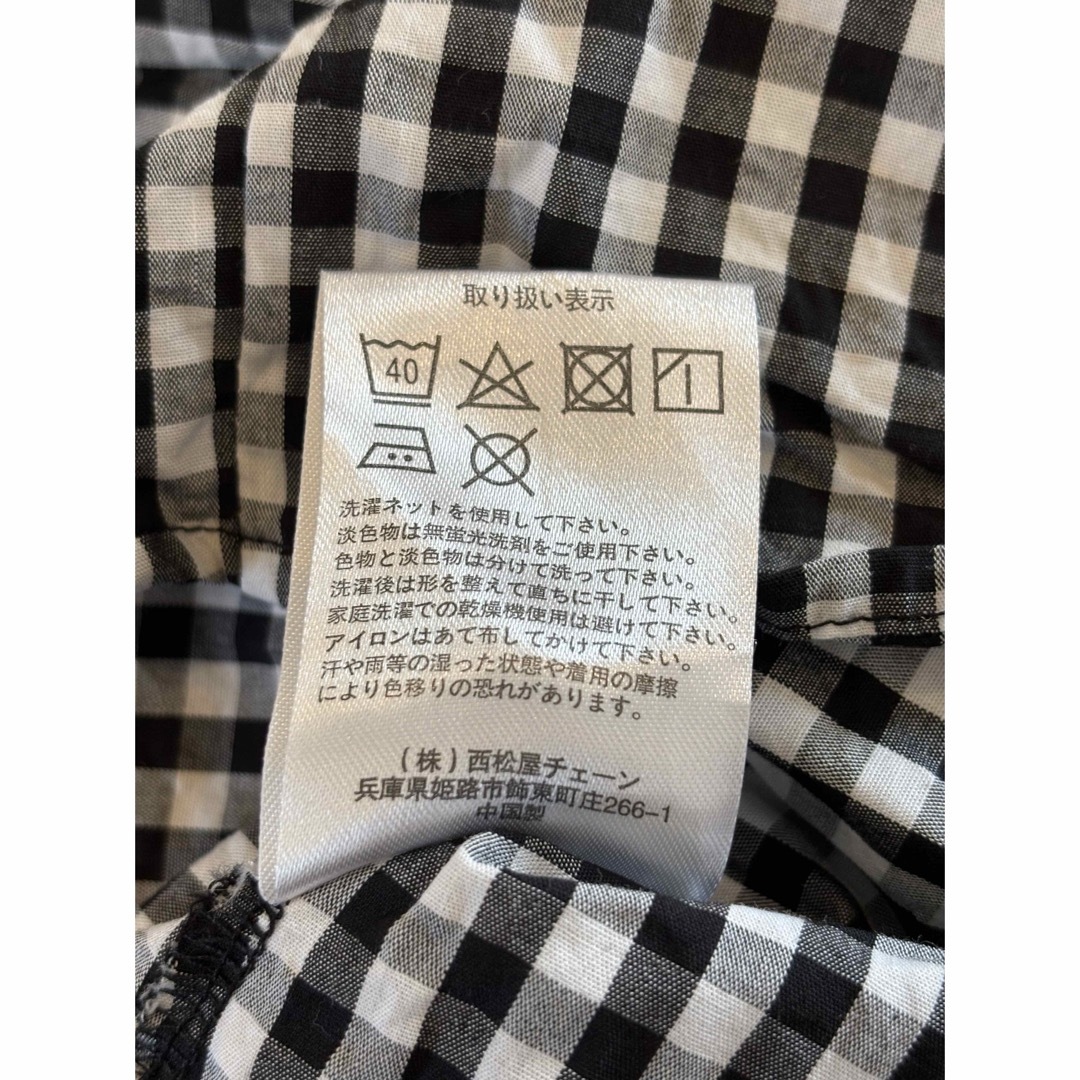 取り扱い表示
40
洗濯ネットを使用して下さい。
淡色物は無蛍光洗剤をご使用下さい。
色物と淡色物は分けて洗って下さい。
洗濯後は形を整えて直ちに干して下さい。
家庭洗濯での乾燥機使用は避けて下さい。
アイロンはあて布してかけて下さい。
汗や雨等の湿った状態や着用の摩擦
により色移りの恐れがあります。
(株)西松屋チェーン
兵庫県姫路市飾東町庄266-1
中国製